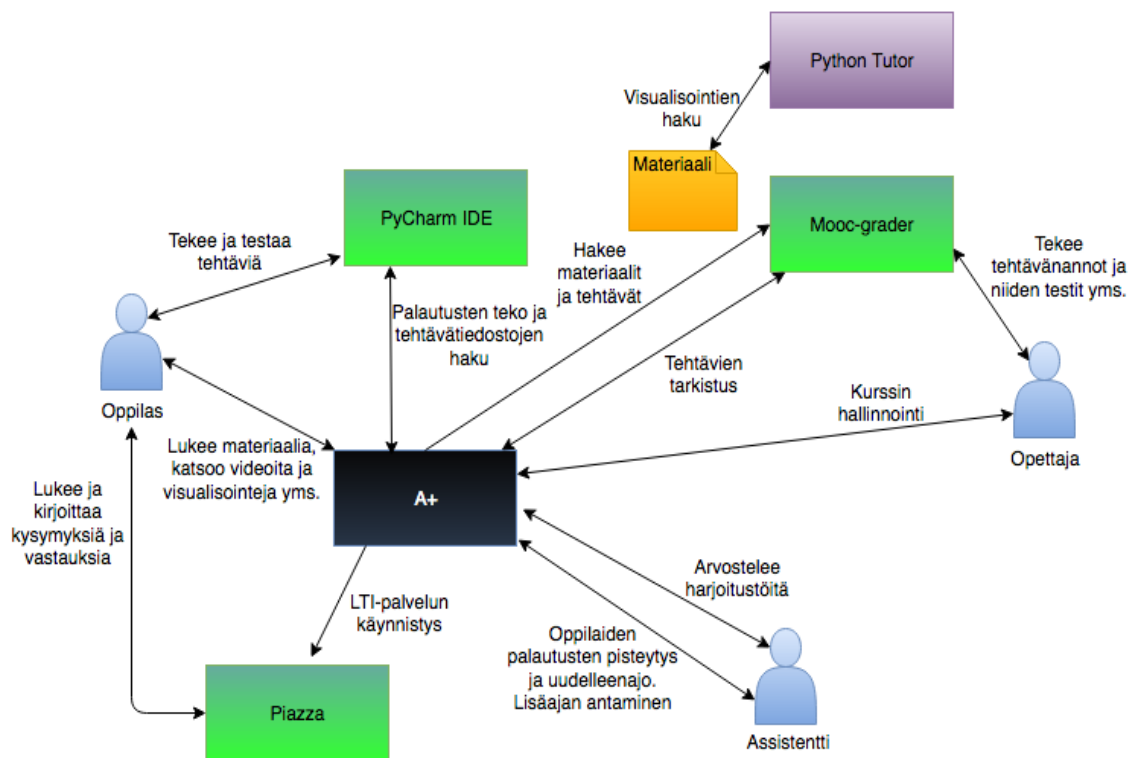 Python Tutor
Visualisointien
haku
Materiaali
PyCharm IDE
Mooc-grader
Tekee ja testaa
tehtäviä
Hakee
materiaalit
ja tehtävät
Tekee
tehtävänannot ja
niiden testit yms.
Palautusten teko ja
tehtävätiedostojen
haku
Tehtävien
tarkistus
Oppilas
Kurssin
hallinnointi
Opettaja
Lukee materiaalia,
katsoo videoita ja
visualisointeja yms.
A+
Lukee ja
kirjoittaa
kysymyksiä ja
vastauksia
Arvostelee
harjoitustöitä
LTI-palvelun
käynnistys
Oppilaiden
palautusten pisteytys
ja uudelleenajo.
Lisäajan antaminen
Piazza
Assistentti